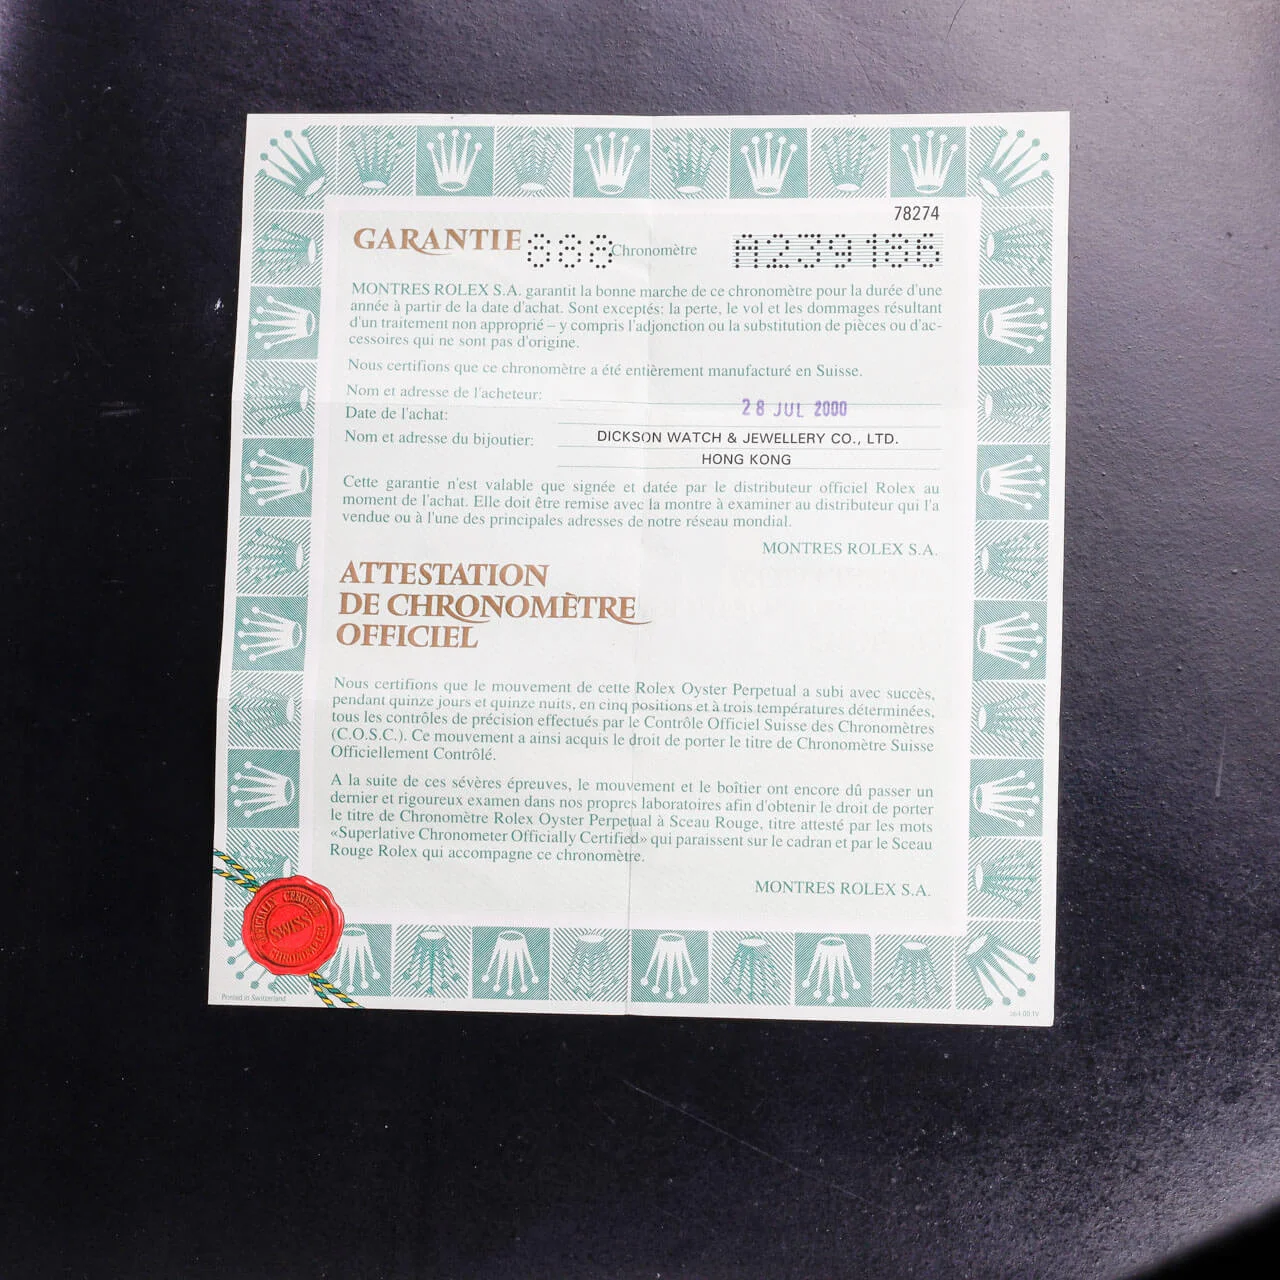 78274
GARANTIE 888 Chronomètre A239186
MONTRES ROLEX S.A. garantit la bonne marche de ce chronomètre pour la durée d'une
année à partir de la date d'achat. Sont exceptés: la perte, le vol et les dommages résultant
d'un traitement non approprié – y compris l'adjonction ou la substitution de pièces ou d'ac-
cessoires qui ne sont pas d'origine.
Nous certifions que ce chronomètre a été entièrement manufacturé en Suisse.
Nom et adresse de l'acheteur:
Date de l'achat: 28 JUL 2000
Nom et adresse du bijoutier: DICKSON WATCH & JEWELLERY CO., LTD.
HONG KONG
Cette garantie n'est valable que signée et datée par le distributeur officiel Rolex au
moment de l'achat. Elle doit être remise avec la montre à examiner au distributeur qui l'a
vendue ou à l'une des principales adresses de notre réseau mondial.
MONTRES ROLEX S.A.
ATTESTATION
DE CHRONOMÈTRE
OFFICIEL
Nous certifions que le mouvement de cette Rolex Oyster Perpetual a subi avec succès,
pendant quinze jours et quinze nuits, en cinq positions et à trois températures déterminées,
tous les contrôles de précision effectués par le Contrôle Officiel Suisse des Chronomètres
(C.O.S.C.). Ce mouvement a ainsi acquis le droit de porter le titre de Chronomètre Suisse
Officiellement Contrôlé.
A la suite de ces sévères épreuves, le mouvement et le boîtier ont encore dû passer un
dernier et rigoureux examen dans nos propres laboratoires afin d'obtenir le droit de porter
le titre de Chronomètre Rolex Oyster Perpetual à Sceau Rouge, titre attesté par les mots
«Superlative Chronometer Officially Certified» qui paraissent sur le cadran et par le Sceau
Rouge Rolex qui accompagne ce chronomètre.
MONTRES ROLEX S.A.
OFFICIALLY CERTIFIED
SWISS
CHRONOMETER
Printed in Switzerland
564.00.1V